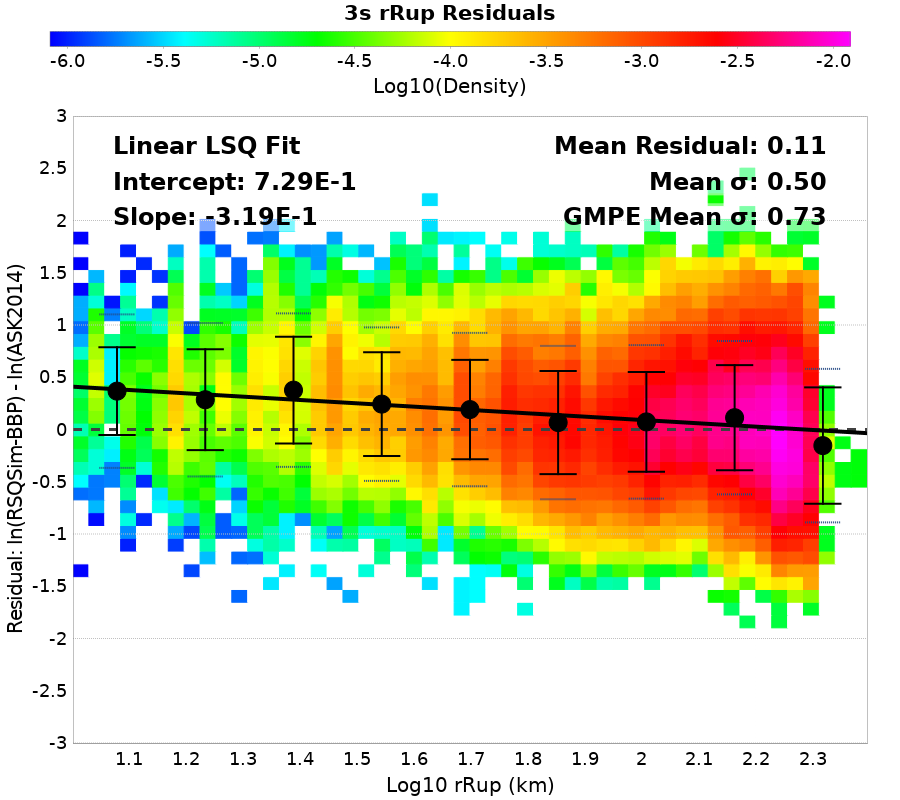 3s rRup Residuals
-6.0 -5.5 -5.0 -4.5 -4.0 -3.5 -3.0 -2.5 -2.0
Log10(Density)
Linear LSQ Fit
Intercept: 7.29E-1
Slope: -3.19E-1
Mean Residual: 0.11
Mean σ: 0.50
GMPE Mean σ: 0.73
Residual: ln(RSQSim-BBP) - ln(ASK2014)
3
2.5
2
1.5
1
0.5
0
-0.5
-1
-1.5
-2
-2.5
-3
1.1 1.2 1.3 1.4 1.5 1.6 1.7 1.8 1.9 2 2.1 2.2 2.3
Log10 rRup (km)